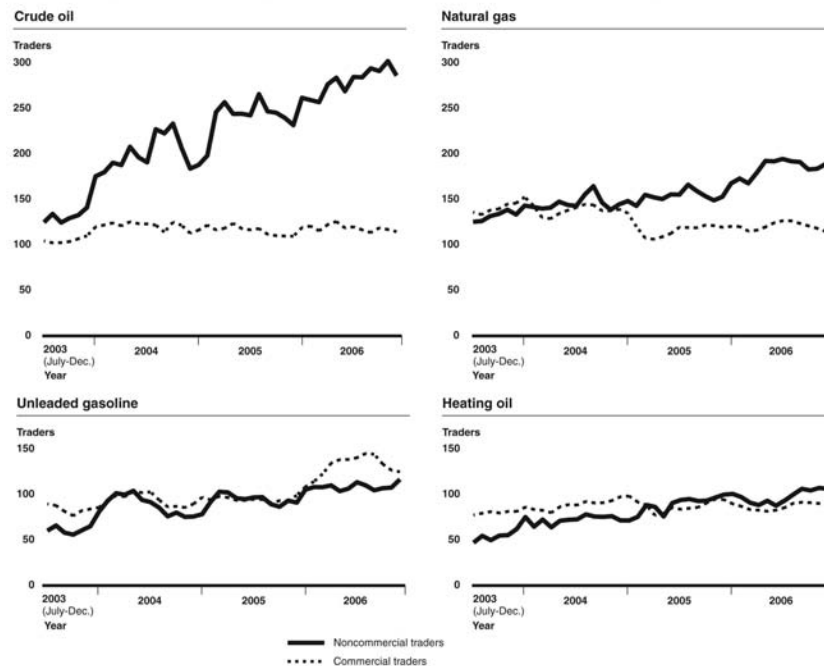 Crude oil
Traders
300
250
200
150
100
50
0
2003 2004 2005 2006
(July-Dec.)
Year
Natural gas
Traders
300
250
200
150
100
50
0
2003 2004 2005 2006
(July-Dec.)
Year
Unleaded gasoline
Traders
150
100
50
0
2003 2004 2005 2006
(July-Dec.)
Year
Heating oil
Traders
150
100
50
0
2003 2004 2005 2006
(July-Dec.)
Year
Noncommercial traders
Commercial traders